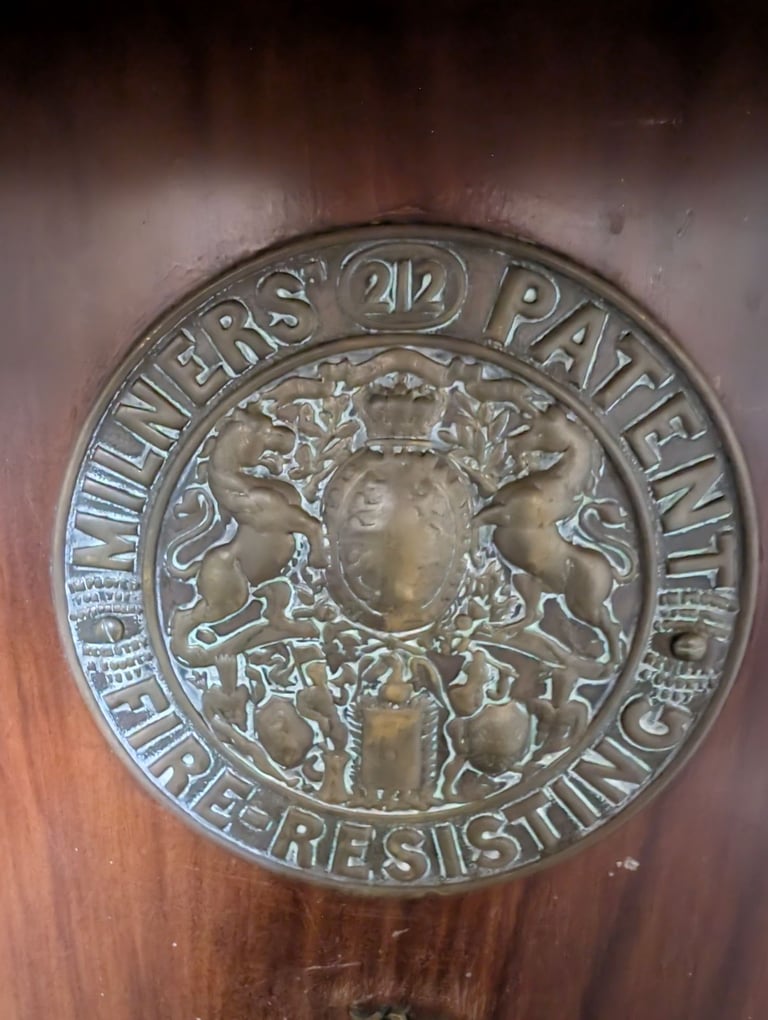 MILNERS' 212 PATENT
FIRE-RESISTING